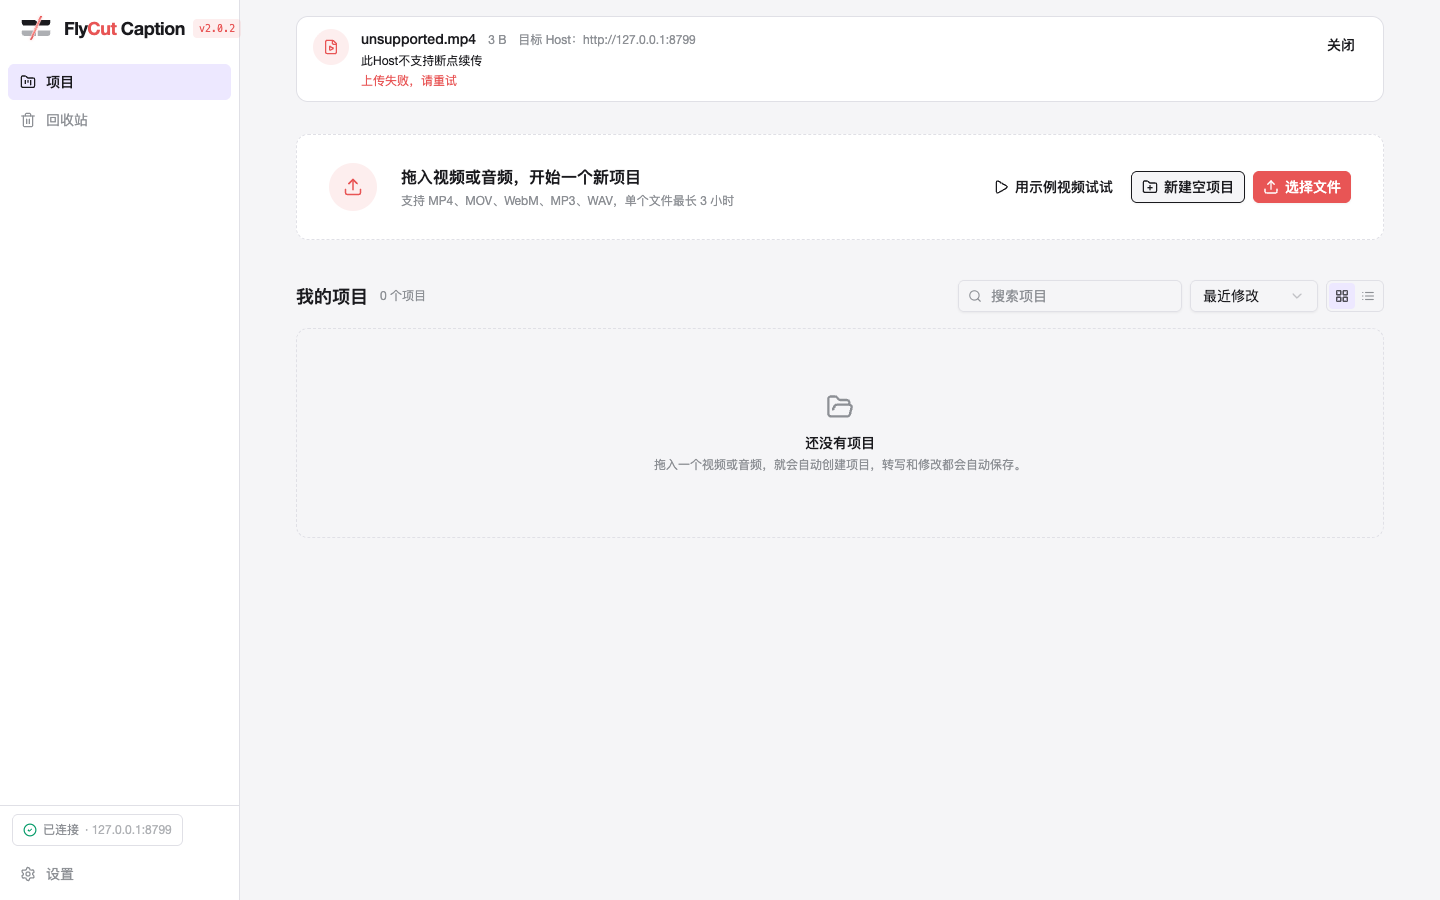 FlyCut Caption v2.0.2
项目
回收站
unsupported.mp4 3 B 目标 Host：http://127.0.0.1:8799
此Host不支持断点续传
上传失败，请重试
关闭
拖入视频或音频，开始一个新项目
支持 MP4、MOV、WebM、MP3、WAV，单个文件最长 3 小时
用示例视频试试
新建空项目
选择文件
我的项目 0 个项目
搜索项目
最近修改
还没有项目
拖入一个视频或音频，就会自动创建项目，转写和修改都会自动保存。
已连接 · 127.0.0.1:8799
设置